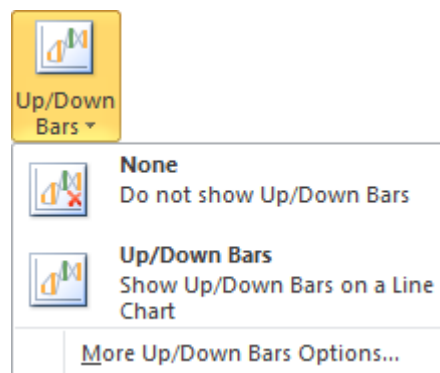 Up/Down
Bars
None
Do not show Up/Down Bars
Up/Down Bars
Show Up/Down Bars on a Line
Chart
More Up/Down Bars Options...